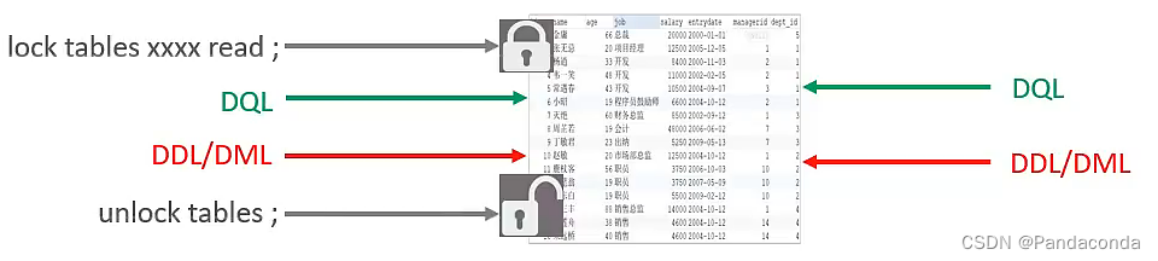 lock tables xxxx read ;
DQL
DDL/DML
unlock tables ;
name age job salary entrydate managerid dept_id
金庸 66 总裁 20000 2000-01-01 5
张无忌 20 项目经理 12500 2005-12-05 1 1
杨逍 33 开发 8400 2000-11-03 2 1
4 韦一笑 48 开发 11000 2002-02-05 2 1
5 常遇春 43 开发 10500 2004-09-07 3 1
6 小昭 19 程序员鼓励师 6600 2004-10-12 2 1
7 灭绝 60 财务总监 8500 2002-09-12 1 3
8 周芷若 19 会计 48000 2006-06-02 7 3
9 丁敏君 23 出纳 5250 2009-05-13 7 3
10 赵敏 20 市场部总监 12500 2004-10-12 1 2
11 鹿杖客 56 职员 3750 2006-10-03 10 2
19 职员 3750 2007-05-09 10 2
东白 19 职员 5500 2009-02-12 10 2
88 销售总监 14000 2004-10-12 1 4
38 销售 4600 2004-10-12 14 4
40 销售 4600 2004-10-12 14 4
DQL
DDL/DML
CSDN @Pandaconda